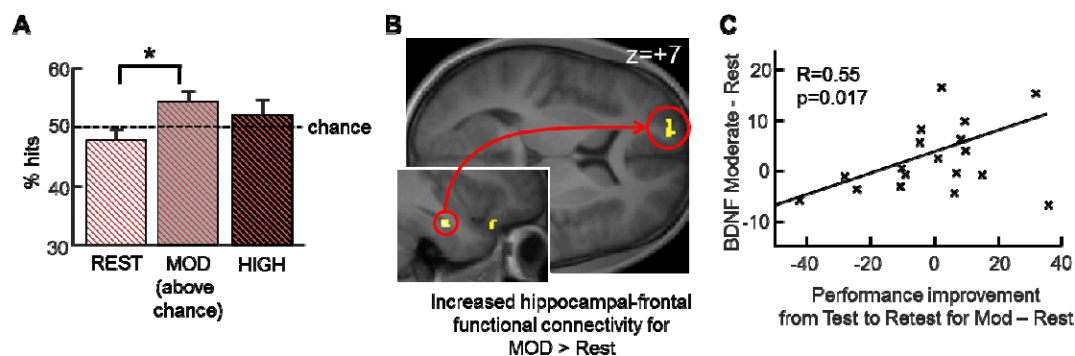 A
*
60
50
40
30
% hits
chance
REST
MOD
(above
chance)
HIGH
B
z=+7
Increased hippocampal-frontal
functional connectivity for
MOD > Rest
C
R=0.55
p=0.017
20
10
0
-10
BDNF Moderate - Rest
-40 -20 0 20 40
Performance improvement
from Test to Retest for Mod – Rest